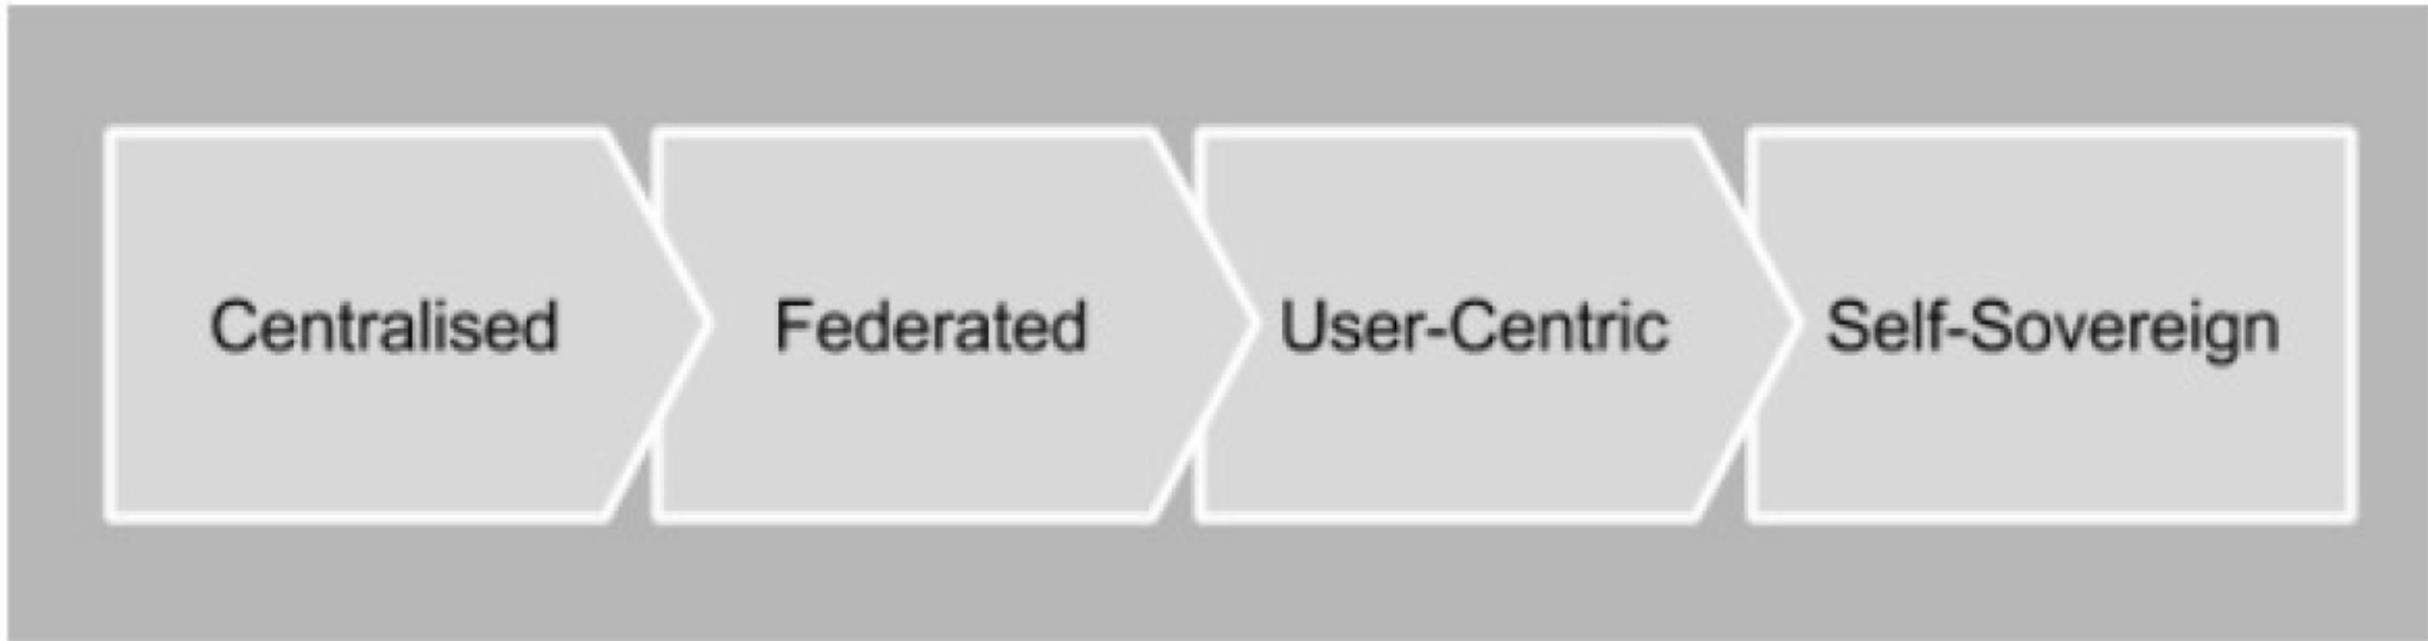 Centralised
Federated
User-Centric
Self-Sovereign